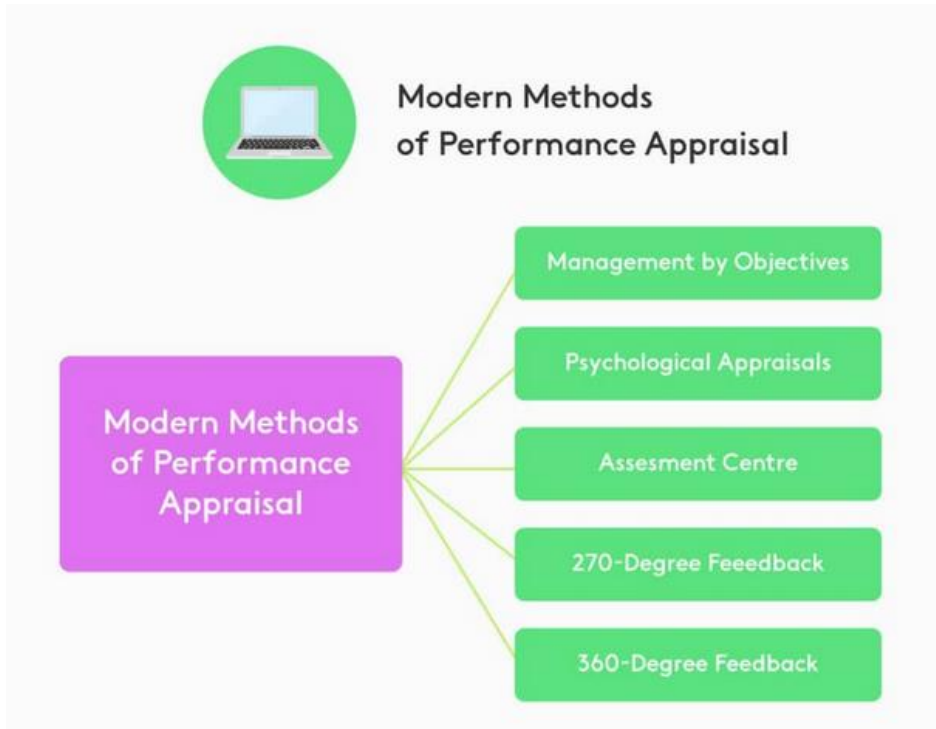 Modern Methods
of Performance Appraisal
Modern Methods
of Performance
Appraisal
Management by Objectives
Psychological Appraisals
Assesment Centre
270-Degree Feeedback
360-Degree Feedback